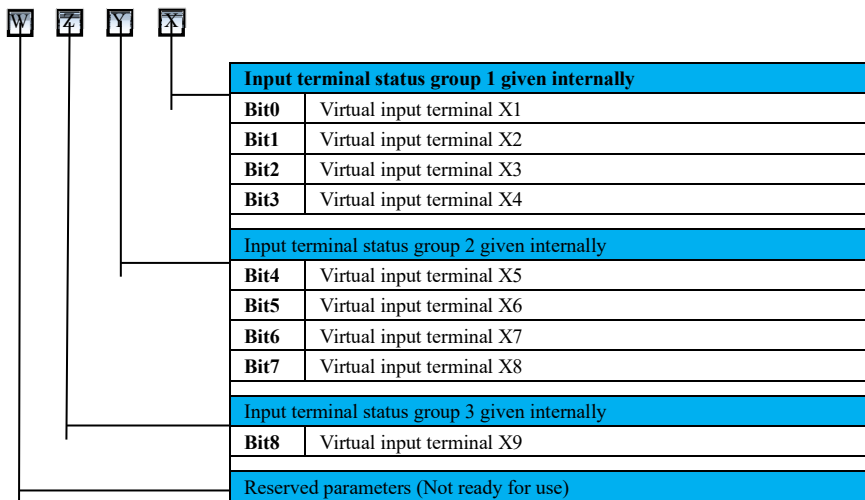 W Z Y X
Input terminal status group 1 given internally
Bit0 Virtual input terminal X1
Bit1 Virtual input terminal X2
Bit2 Virtual input terminal X3
Bit3 Virtual input terminal X4
Input terminal status group 2 given internally
Bit4 Virtual input terminal X5
Bit5 Virtual input terminal X6
Bit6 Virtual input terminal X7
Bit7 Virtual input terminal X8
Input terminal status group 3 given internally
Bit8 Virtual input terminal X9
Reserved parameters (Not ready for use)